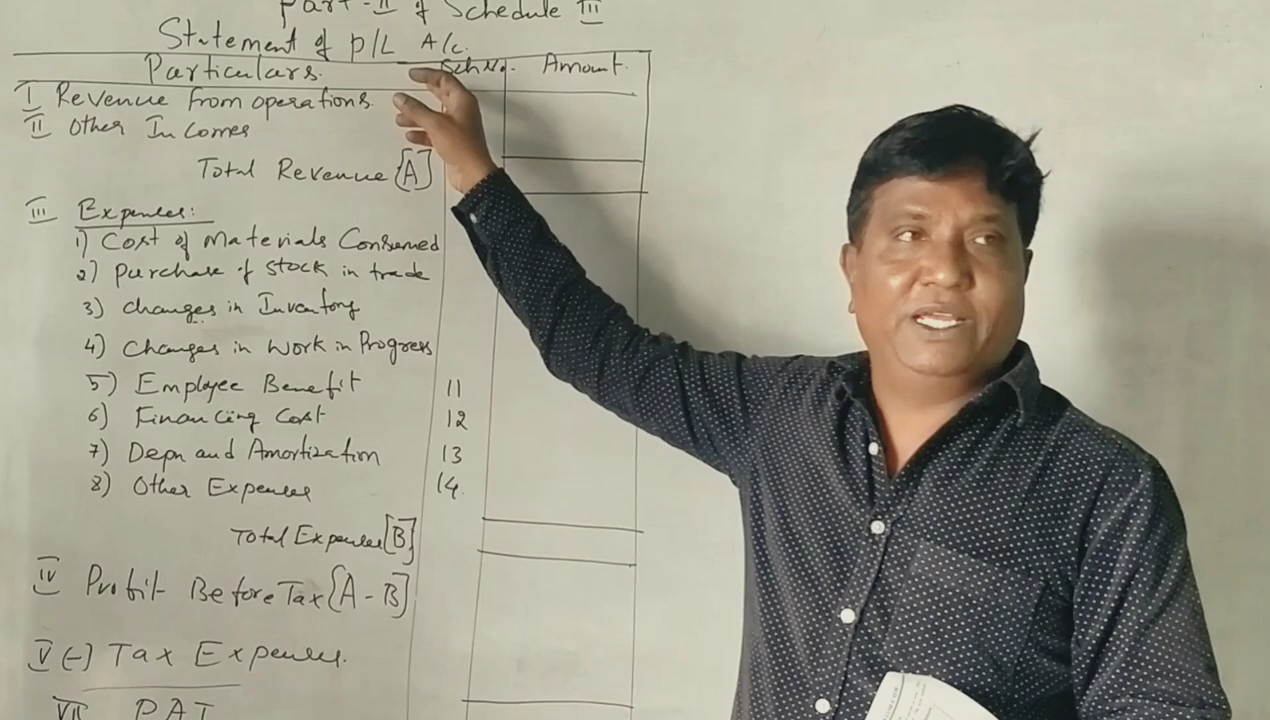 Part-II of Schedule III
Statement of P/L A/c.
Particulars. Sch No. Amount.
I Revenue from operations.
II Other Incomes
Total Revenue [A]
III Expenses:
1) Cost of Materials Consumed
2) Purchase of stock in trade
3) Changes in Inventory
4) Changes in Work in Progress
5) Employee Benefit 11
6) Financing Cost 12
7) Depn and Amortization 13
8) Other Expenses 14.
Total Expenses [B]
IV Profit Before Tax [A-B]
V (-) Tax Expenses.
VII PAT